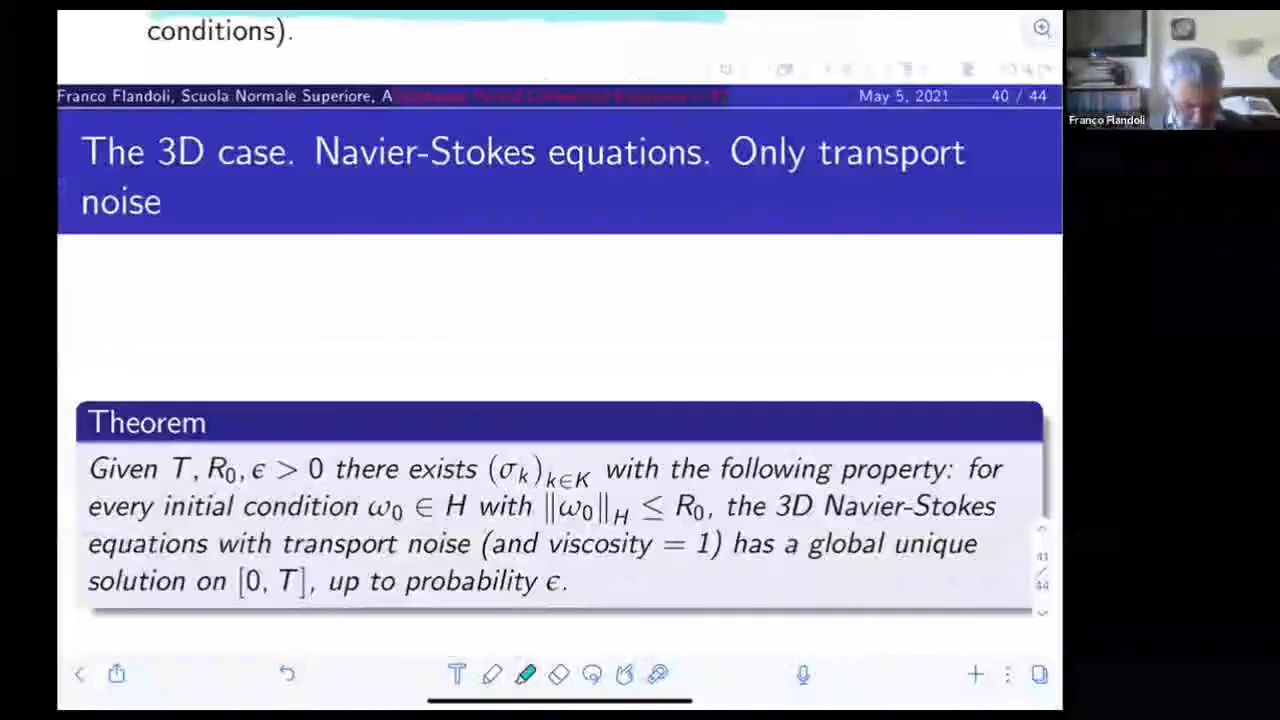 conditions).
Franco Flandoli, Scuola Normale Superiore, A
May 5, 2021 40 / 44
Franco Flandoli
The 3D case. Navier-Stokes equations. Only transport
noise
Theorem
Given T, R₀, ϵ > 0 there exists (σₖ)ₖ∈K with the following property: for
every initial condition ω₀ ∈ H with ‖ω₀‖_H ≤ R₀, the 3D Navier-Stokes
equations with transport noise (and viscosity = 1) has a global unique
solution on [0, T], up to probability ϵ.
41
/
44
T